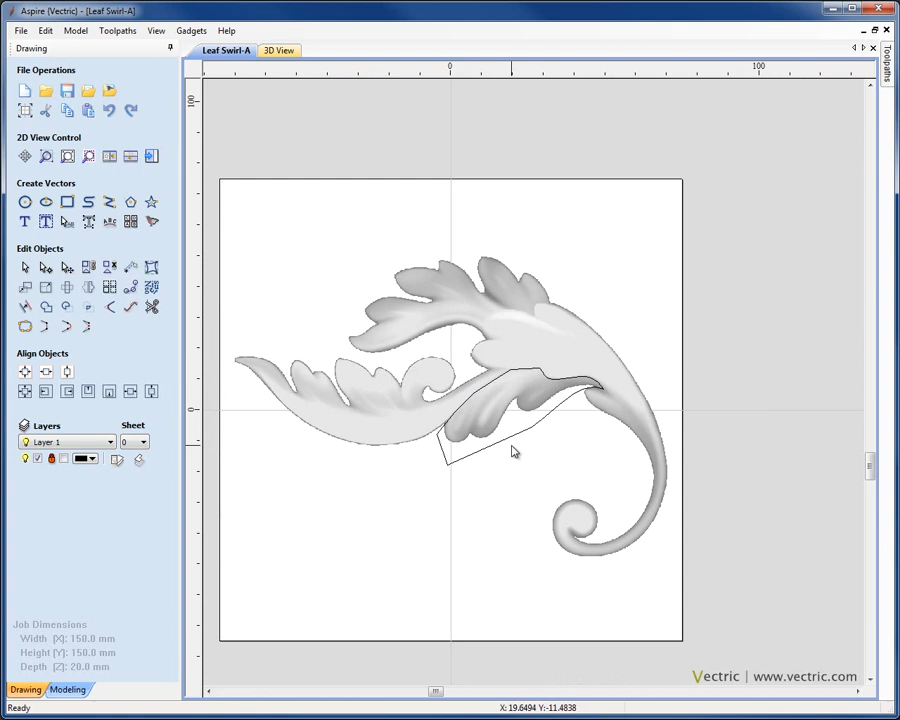 Aspire (Vectric) - [Leaf Swirl-A]
File Edit Model Toolpaths View Gadgets Help
Drawing
Leaf Swirl-A 3D View
Toolpaths
0 100
100
0
File Operations
2D View Control
Create Vectors
Edit Objects
Align Objects
Layers Sheet
Layer 1 0
Job Dimensions
Width [X]: 150.0 mm
Height [Y]: 150.0 mm
Depth [Z]: 20.0 mm
Vectric | www.vectric.com
Drawing Modeling
Ready X: 19.6494 Y:-11.4838